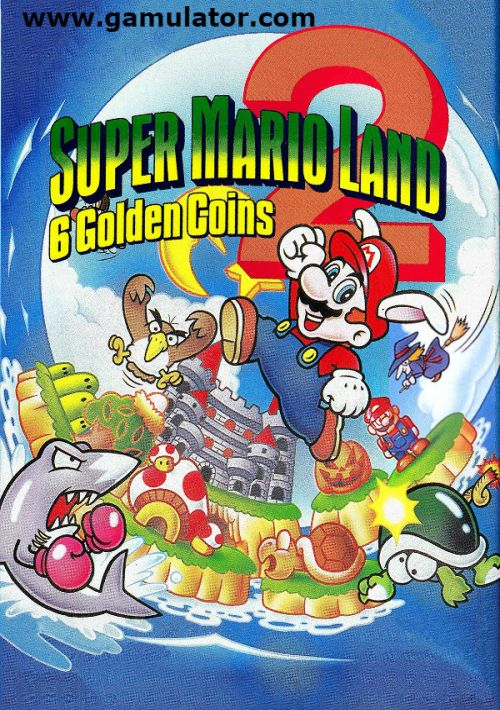 www.gamulator.com
2
SUPER MARIO LAND
6 Golden Coins
M